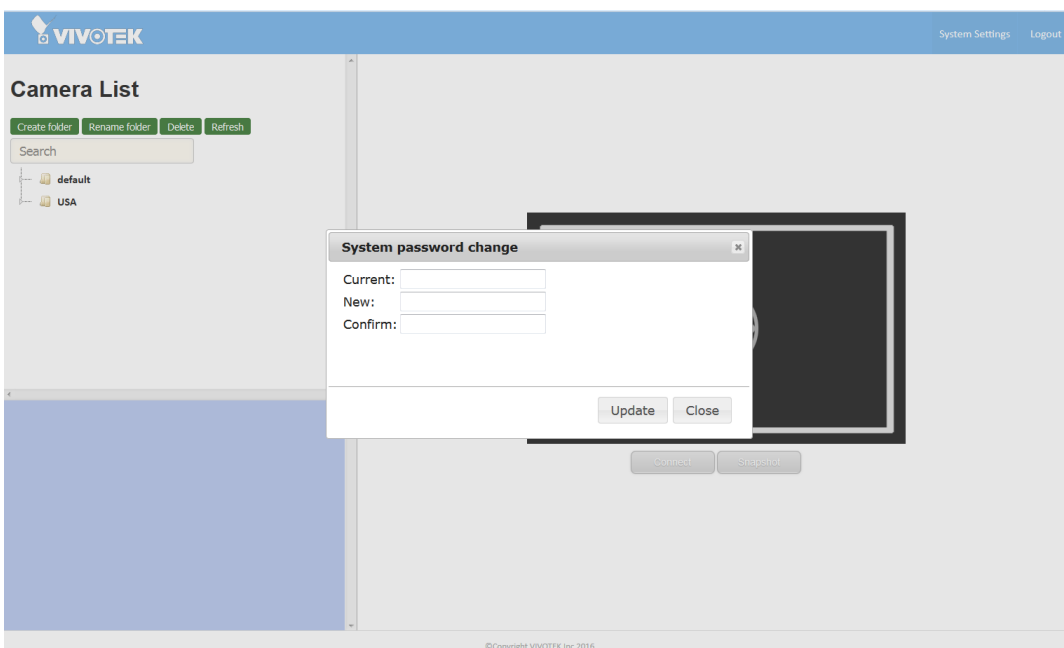 VIVOTEK
System Settings Logout
Camera List
Create folder Rename folder Delete Refresh
Search
default
USA
System password change
Current:
New:
Confirm:
Update Close
Connect Snapshot
©Copyright VIVOTEK Inc 2016